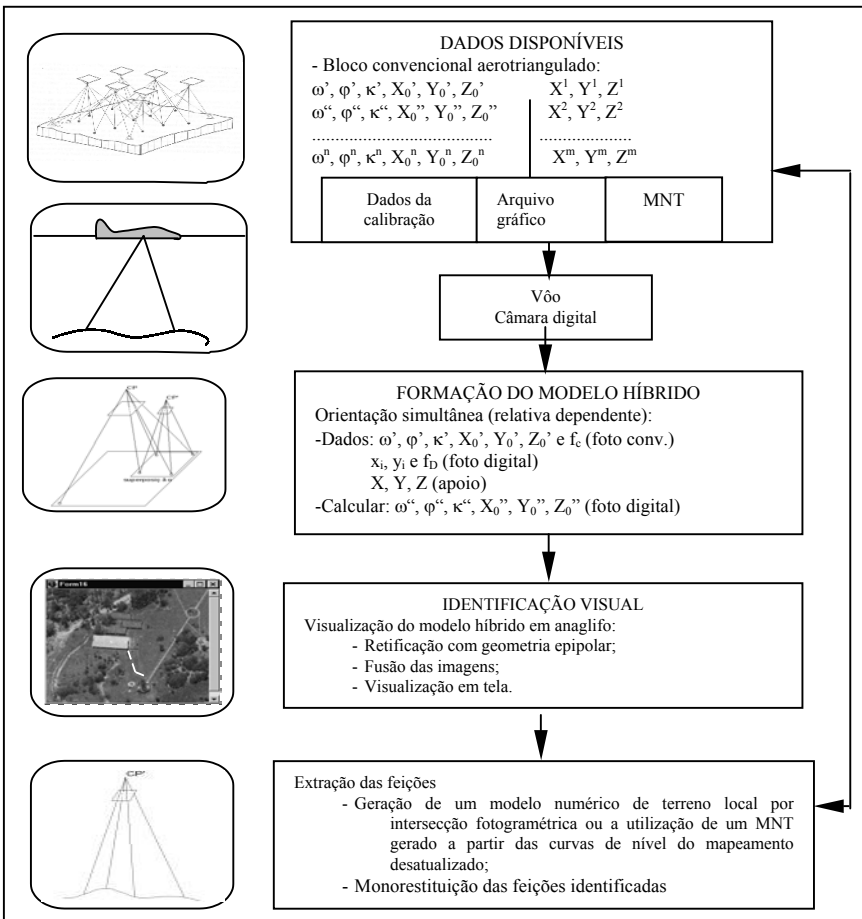 DADOS DISPONÍVEIS
- Bloco convencional aerotriangulado:
ω’, φ’, κ’, X₀’, Y₀’, Z₀’ X¹, Y¹, Z¹
ω“, φ“, κ“, X₀”, Y₀”, Z₀” X², Y², Z²
........................................ .....................
ωⁿ, φⁿ, κⁿ, X₀ⁿ, Y₀ⁿ, Z₀ⁿ Xᵐ, Yᵐ, Zᵐ
Dados da
calibração
Arquivo
gráfico
MNT
Vôo
Câmara digital
CP'
CP"
FORMAÇÃO DO MODELO HÍBRIDO
Orientação simultânea (relativa dependente):
-Dados: ω’, φ’, κ’, X₀’, Y₀’, Z₀’ e f_c (foto conv.)
xᵢ, yᵢ e f_D (foto digital)
X, Y, Z (apoio)
-Calcular: ω“, φ“, κ“, X₀”, Y₀”, Z₀” (foto digital)
Form16
IDENTIFICAÇÃO VISUAL
Visualização do modelo híbrido em anaglifo:
- Retificação com geometria epipolar;
- Fusão das imagens;
- Visualização em tela.
CP'
Extração das feições
- Geração de um modelo numérico de terreno local por
intersecção fotogramétrica ou a utilização de um MNT
gerado a partir das curvas de nível do mapeamento
desatualizado;
- Monorestituição das feições identificadas